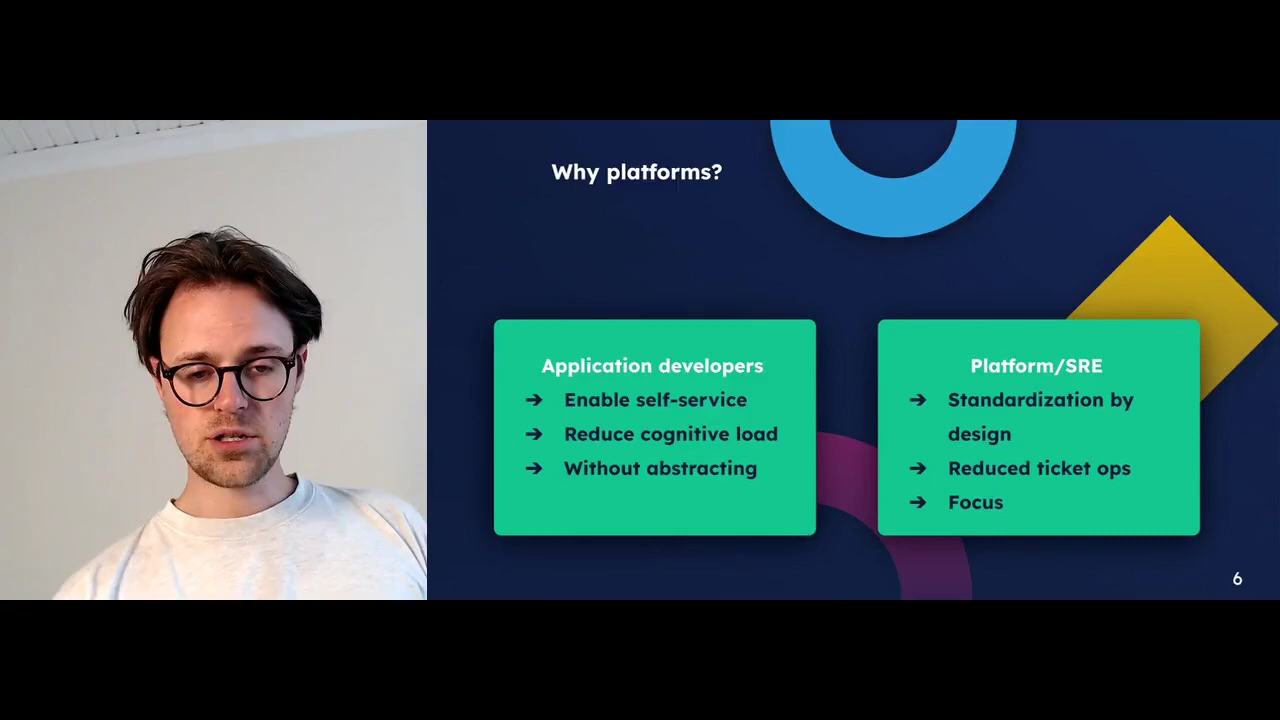 Why platforms?
Application developers
➔ Enable self-service
➔ Reduce cognitive load
➔ Without abstracting
Platform/SRE
➔ Standardization by
design
➔ Reduced ticket ops
➔ Focus
6